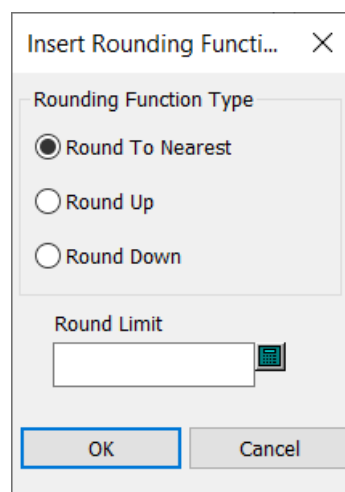 Insert Rounding Functi...
Rounding Function Type
Round To Nearest
Round Up
Round Down
Round Limit
OK Cancel